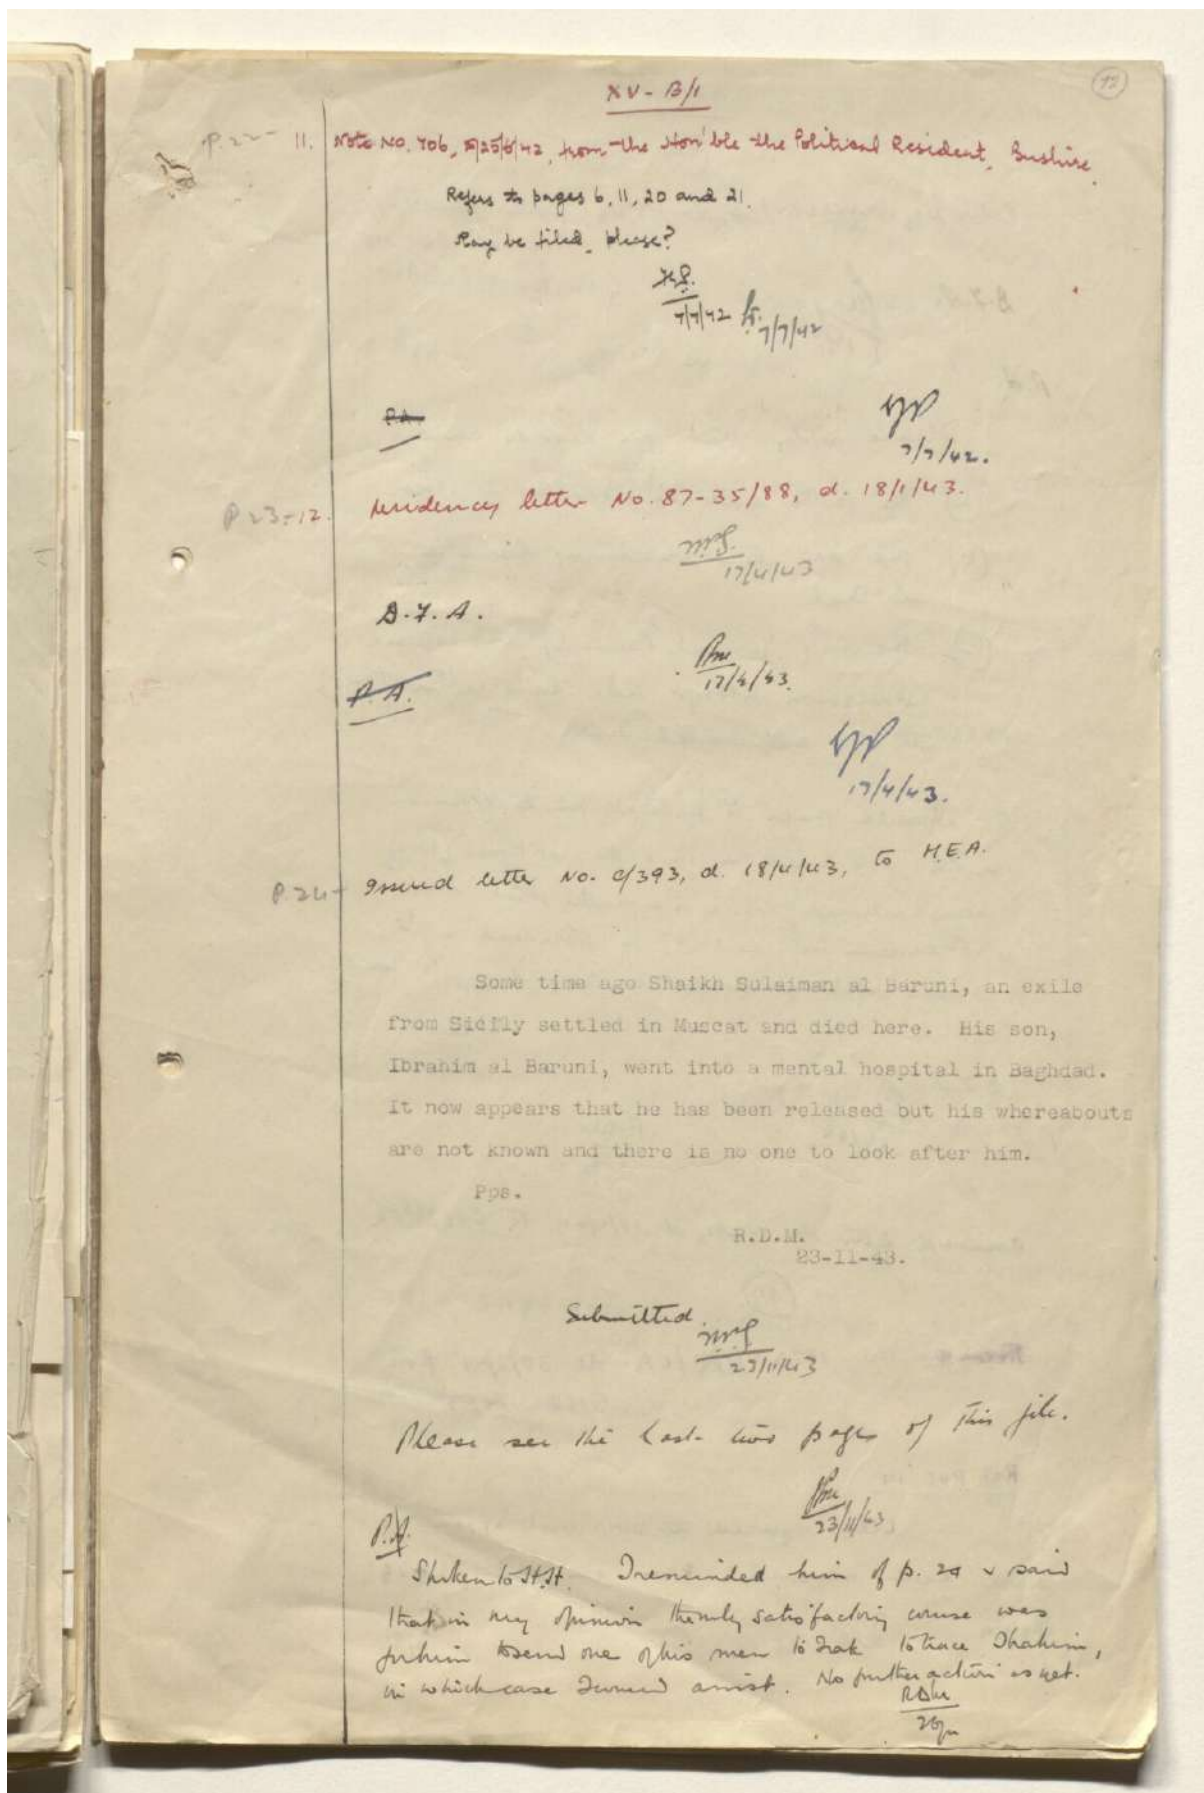 XV-B/1
92
P.22- 11. Note No. 706, d/25/6/42, from the Hon'ble the Political Resident, Bushire.
Refers to pages 6, 11, 20 and 21.
May be filed, please?
7/7/42
7/7/42
P.A.
7/7/42.
P 23-12. Residency letter No. 87-35/88, d. 18/1/43.
17/4/43
D.F.A.
17/4/43.
P.A.
17/4/43.
P.24- Issued letter No. C/393, d. 18/4/43, to H.E.A.
Some time ago Shaikh Sulaiman al Baruni, an exile
from Sicily settled in Muscat and died here. His son,
Ibrahim al Baruni, went into a mental hospital in Baghdad.
It now appears that he has been released but his whereabouts
are not known and there is no one to look after him.
Pps.
R.D.M.
23-11-43.
Submitted.
23/11/43
Please see the last two pages of this file.
23/11/43
P.A.
Spoken to H.H. I reminded him of p. 24 & said
that in my opinion the only satisfactory course was
for him to send one of his men to Irak to trace Ibrahim,
in which case I would assist. No further action as yet.
RDM